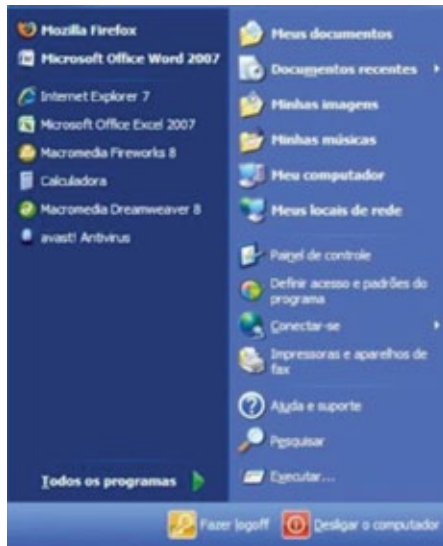 Mozilla Firefox
Microsoft Office Word 2007
Internet Explorer 7
Microsoft Office Excel 2007
Macromedia Fireworks 8
Calculadora
Macromedia Dreamweaver 8
avast! Antivirus
Todos os programas
Meus documentos
Documentos recentes
Minhas imagens
Minhas músicas
Meu computador
Meus locais de rede
Painel de controle
Definir acesso e padrões do
programa
Conectar-se
Impressoras e aparelhos de
fax
Ajuda e suporte
Pesquisar
Executar...
Fazer logoff
Desligar o computador